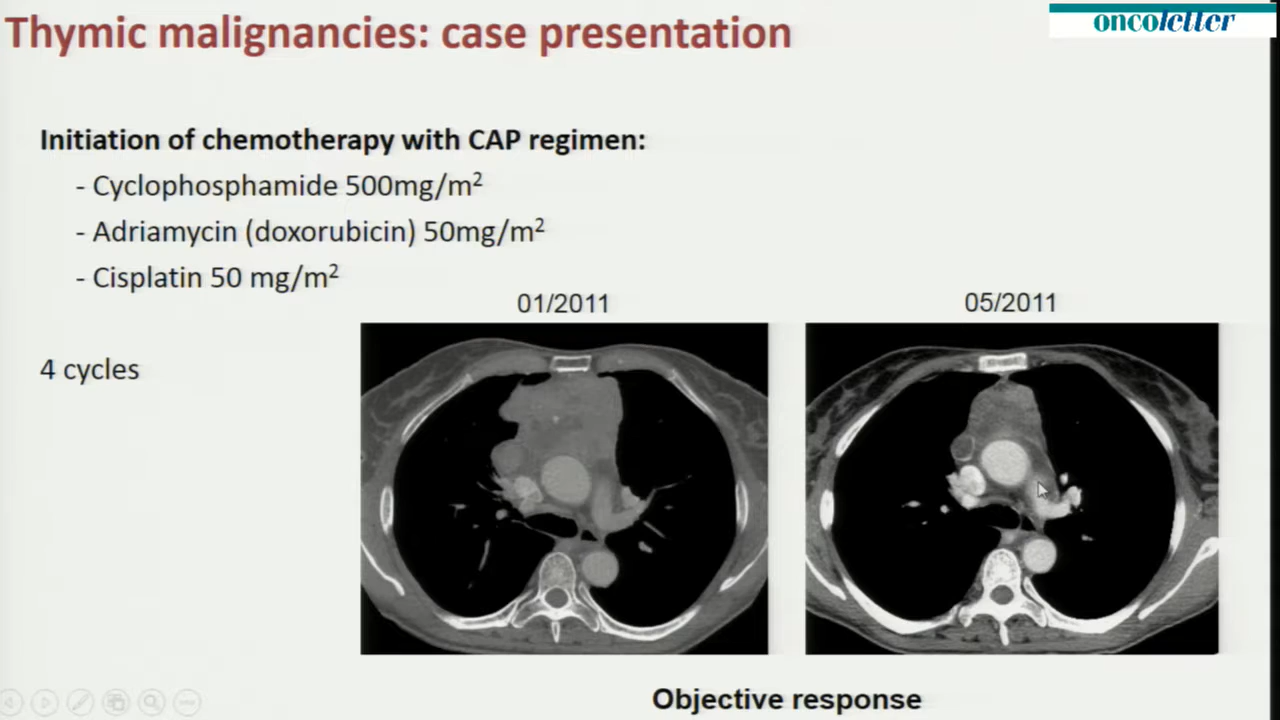 Thymic malignancies: case presentation
oncoletter
Initiation of chemotherapy with CAP regimen:
- Cyclophosphamide 500mg/m²
- Adriamycin (doxorubicin) 50mg/m²
- Cisplatin 50 mg/m²
01/2011
05/2011
4 cycles
Objective response